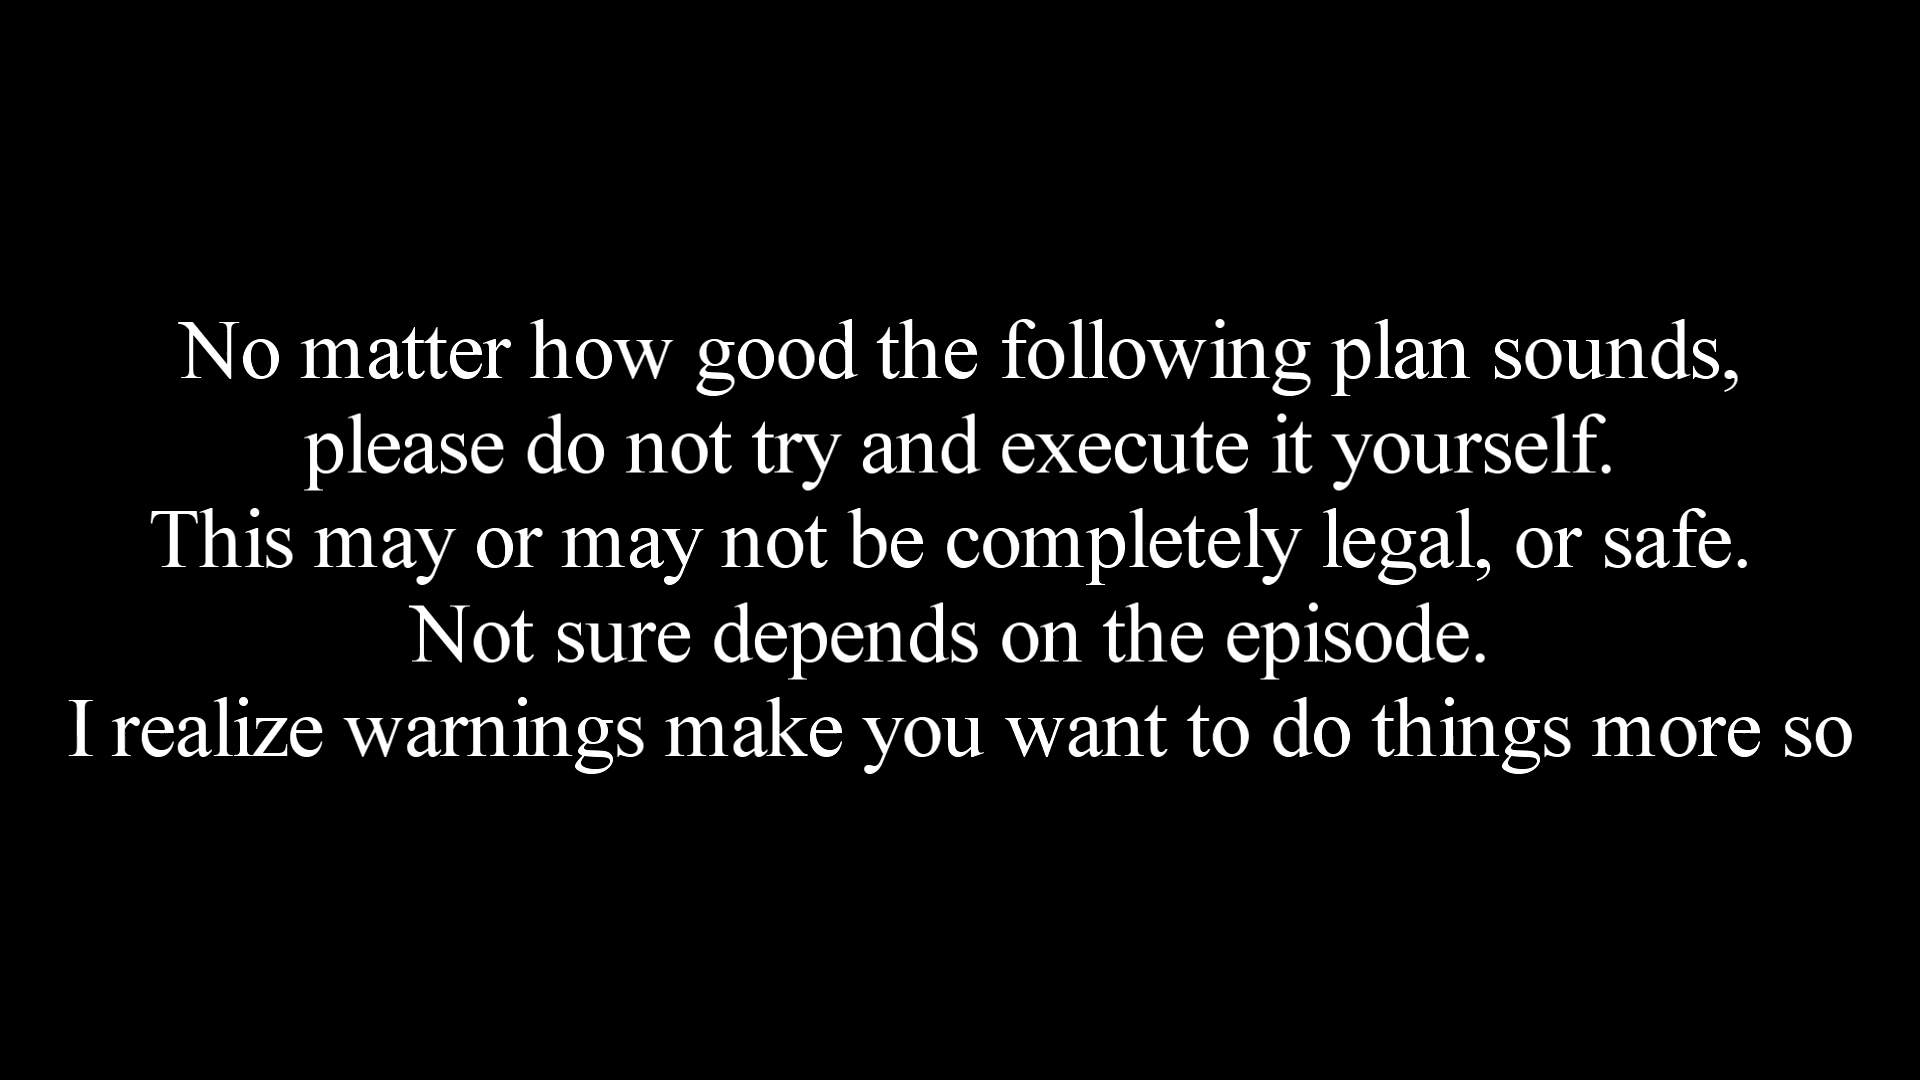 No matter how good the following plan sounds,
please do not try and execute it yourself.
This may or may not be completely legal, or safe.
Not sure depends on the episode.
I realize warnings make you want to do things more so